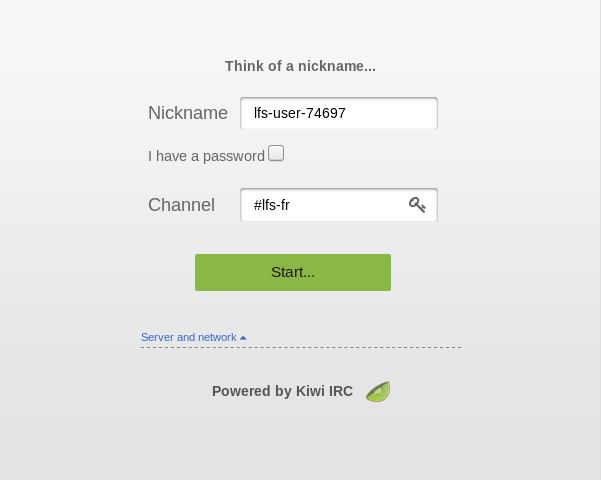 Think of a nickname...
Nickname lfs-user-74697
I have a password
Channel #lfs-fr
Start...
Server and network
Powered by Kiwi IRC